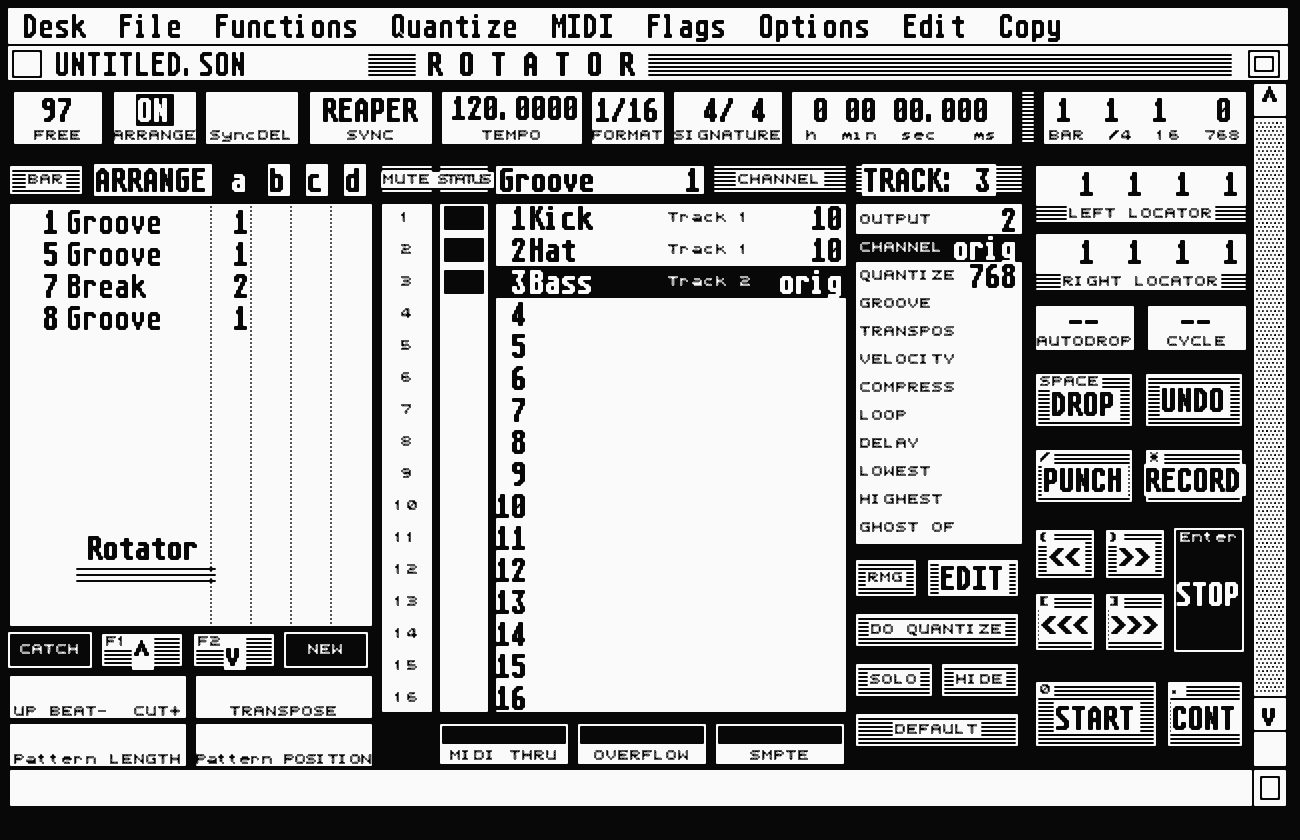 Desk File Functions Quantize MIDI Flags Options Edit Copy
UNTITLED.SON ROTATOR
97 ON REAPER 120.0000 1/16 4/ 4 0 00 00.000 1 1 1 0
FREE ARRANGE SyncDEL SYNC TEMPO FORMAT SIGNATURE h min sec ms BAR /4 16 768
BAR ARRANGE a b c d MUTE STATUS Groove 1 CHANNEL TRACK: 3
1 Groove 1
5 Groove 1
7 Break 2
8 Groove 1
Rotator
CATCH F1 ^ F2 v NEW
UP BEAT- CUT+ TRANSPOSE
Pattern LENGTH Pattern POSITION
1 1Kick Track 1 10
2 2Hat Track 1 10
3 3Bass Track 2 orig
4 4
5 5
6 6
7 7
8 8
9 9
10 10
11 11
12 12
13 13
14 14
15 15
16 16
MIDI THRU OVERFLOW SMPTE
OUTPUT 2
CHANNEL orig
QUANTIZE 768
GROOVE
TRANSPOS
VELOCITY
COMPRESS
LOOP
DELAY
LOWEST
HIGHEST
GHOST OF
RMG EDIT
DO QUANTIZE
SOLO HIDE
DEFAULT
1 1 1 1
LEFT LOCATOR
1 1 1 1
RIGHT LOCATOR
-- --
AUTODROP CYCLE
SPACE
DROP UNDO
/ *
PUNCH RECORD
( ) Enter
<< >>
STOP
[ ]
<<< >>>
0 .
START CONT